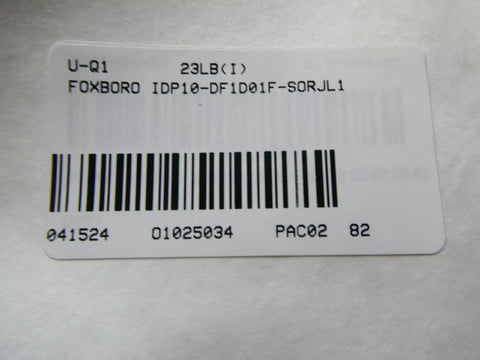 U-Q1 23LB(I)
FOXBORO IDP10-DF1D01F-SORJL1
041524 01025034 PAC02 82